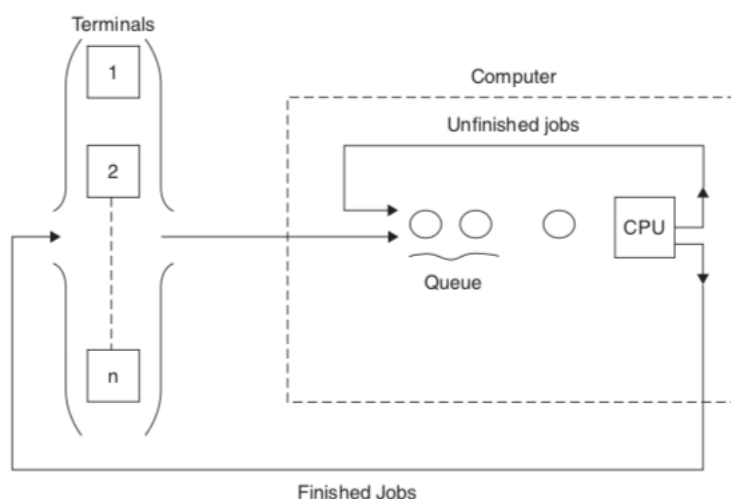 Terminals
1
2
n
Computer
Unfinished jobs
CPU
Queue
Finished Jobs